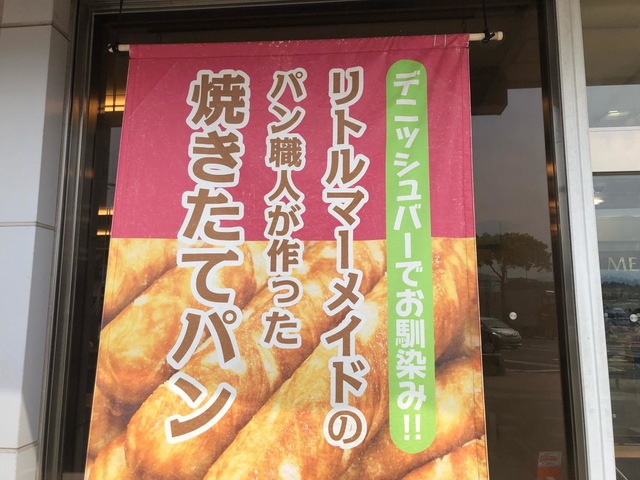 デニッシュバーでお馴染み!!
リトルマーメイドの
パン職人が作った
焼きたてパン
ME